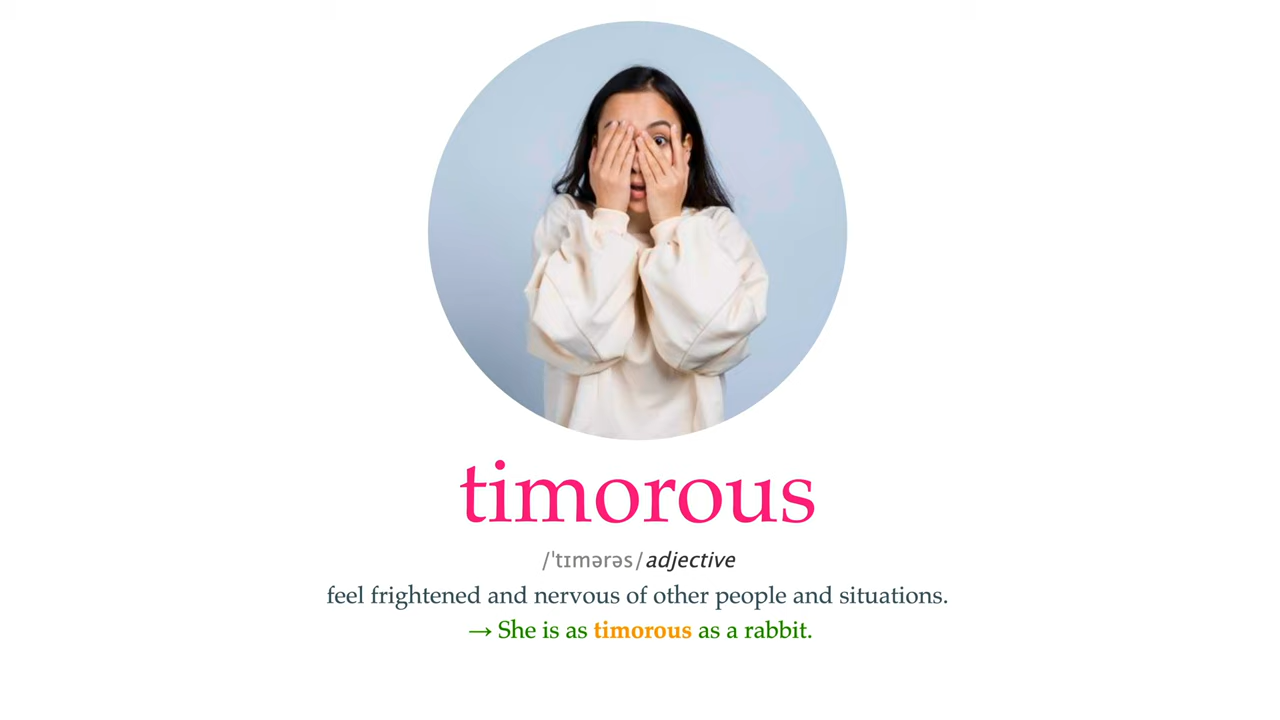 timorous
/ˈtɪmərəs/adjective
feel frightened and nervous of other people and situations.
→ She is as timorous as a rabbit.